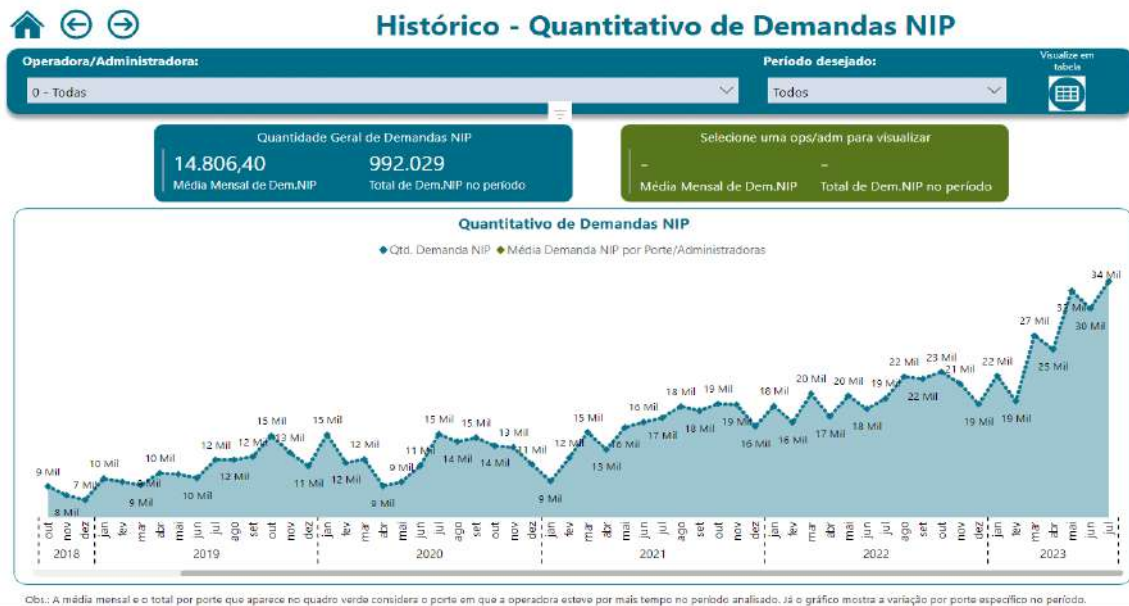 Histórico - Quantitativo de Demandas NIP
Operadora/Administradora:
Período desejado:
Visualize em
tabela
0 - Todas
Todos
Quantidade Geral de Demandas NIP
14.806,40
992.029
Média Mensal de Dem.NIP
Total de Dem.NIP no período
Selecione uma ops/adm para visualizar
-
-
Média Mensal de Dem.NIP
Total de Dem.NIP no período
Quantitativo de Demandas NIP
Qtd. Demanda NIP
Média Demanda NIP por Porte/Administradoras
9 Mil
8 Mil
7 Mil
10 Mil
9 Mil
10 Mil
10 Mil
12 Mil
12 Mil
12 Mil
15 Mil
13 Mil
11 Mil
15 Mil
12 Mil
12 Mil
9 Mil
9 Mil
11 Mil
15 Mil
14 Mil
15 Mil
14 Mil
13 Mil
11 Mil
9 Mil
12 Mil
15 Mil
13 Mil
16 Mil
16 Mil
17 Mil
18 Mil
18 Mil
19 Mil
19 Mil
16 Mil
18 Mil
16 Mil
20 Mil
17 Mil
20 Mil
18 Mil
19 Mil
22 Mil
22 Mil
23 Mil
21 Mil
19 Mil
22 Mil
19 Mil
27 Mil
25 Mil
30 Mil
34 Mil
out nov dez jan fev mar abr mai jun jul ago set out nov dez jan fev mar abr mai jun jul ago set out nov dez jan fev mar abr mai jun jul ago set out nov dez jan fev mar abr mai jun jul ago set out nov dez jan fev mar abr mai jun jul
2018 2019 2020 2021 2022 2023
Obs.: A média mensal e o total por porte que aparece no quadro verde considera o porte em que a operadora esteve por mais tempo no período analisado. Já o gráfico mostra a variação por porte específico no período.